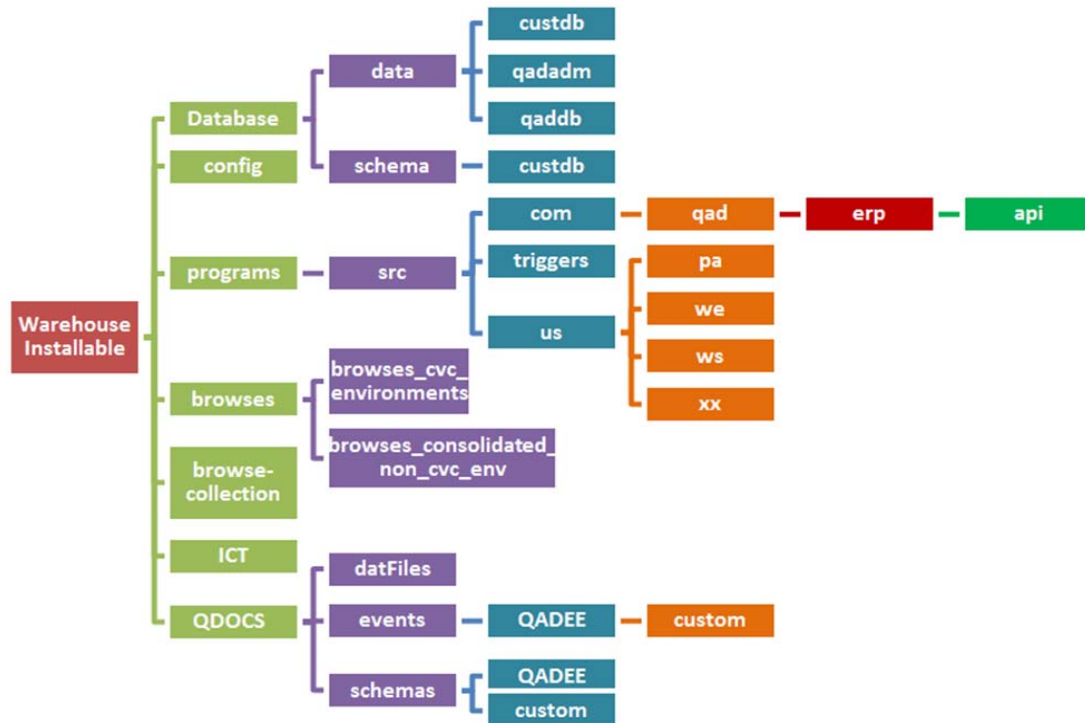 custdb
data
qadadm
Database
qaddb
config
schema
custdb
com
qad
erp
api
triggers
pa
programs
src
we
us
ws
xx
Warehouse
Installable
browses_cvc_
environments
browses
browses_consolidated_
non_cvc_env
browse-
collection
ICT
datFiles
QDOCS
events
QADEE
custom
schemas
QADEE
custom